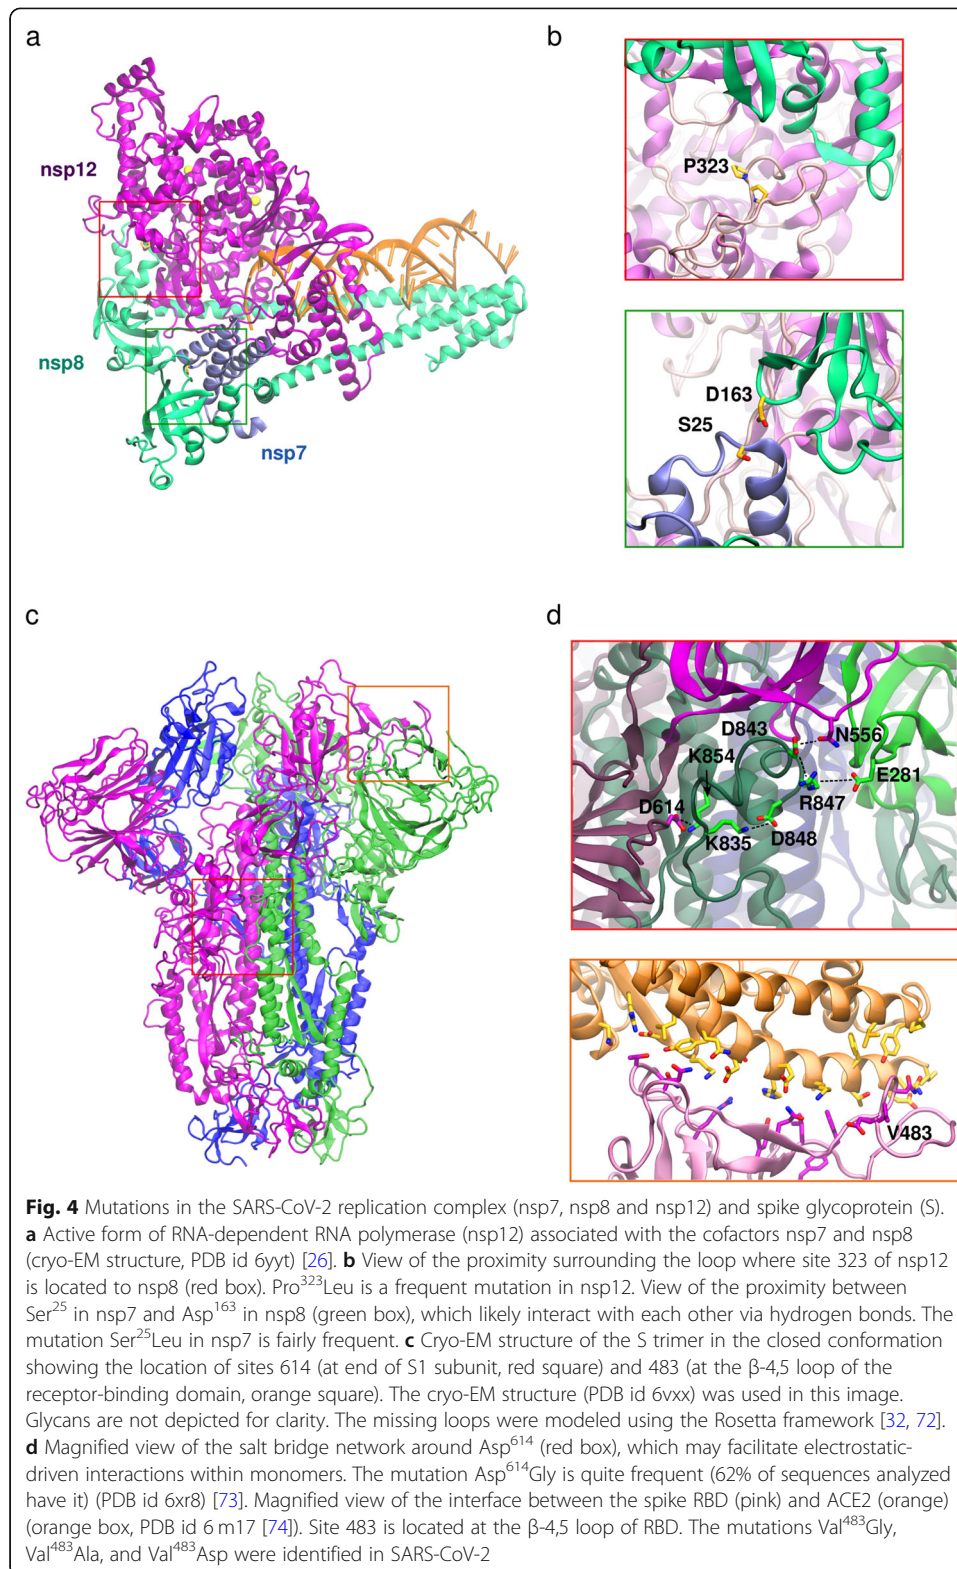 a
nsp12
nsp8
nsp7
b
P323
D163
S25
c
d
D843
N556
K854
E281
R847
D614
K835
D848
V483
Fig. 4 Mutations in the SARS-CoV-2 replication complex (nsp7, nsp8 and nsp12) and spike glycoprotein (S).
a Active form of RNA-dependent RNA polymerase (nsp12) associated with the cofactors nsp7 and nsp8
(cryo-EM structure, PDB id 6yyt) [26]. b View of the proximity surrounding the loop where site 323 of nsp12
is located to nsp8 (red box). Pro³²³Leu is a frequent mutation in nsp12. View of the proximity between
Ser²⁵ in nsp7 and Asp¹⁶³ in nsp8 (green box), which likely interact with each other via hydrogen bonds. The
mutation Ser²⁵Leu in nsp7 is fairly frequent. c Cryo-EM structure of the S trimer in the closed conformation
showing the location of sites 614 (at end of S1 subunit, red square) and 483 (at the β-4,5 loop of the
receptor-binding domain, orange square). The cryo-EM structure (PDB id 6vxx) was used in this image.
Glycans are not depicted for clarity. The missing loops were modeled using the Rosetta framework [32, 72].
d Magnified view of the salt bridge network around Asp⁶¹⁴ (red box), which may facilitate electrostatic-
driven interactions within monomers. The mutation Asp⁶¹⁴Gly is quite frequent (62% of sequences analyzed
have it) (PDB id 6xr8) [73]. Magnified view of the interface between the spike RBD (pink) and ACE2 (orange)
(orange box, PDB id 6 m17 [74]). Site 483 is located at the β-4,5 loop of RBD. The mutations Val⁴⁸³Gly,
Val⁴⁸³Ala, and Val⁴⁸³Asp were identified in SARS-CoV-2